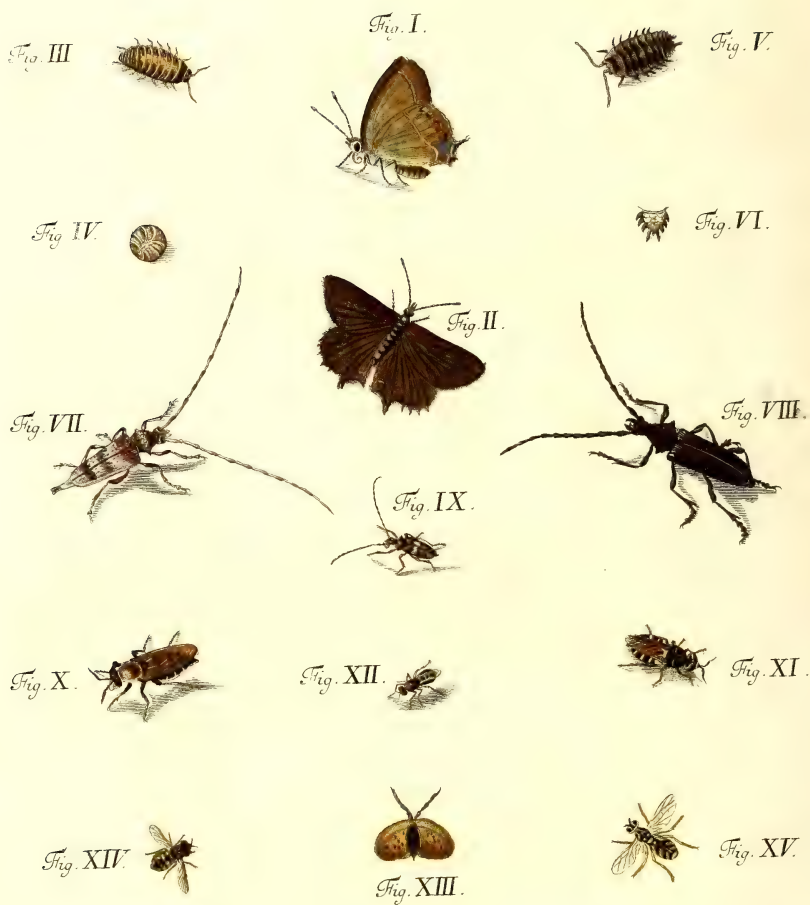 Fig. I.
Fig. III
Fig. V.
Fig IV.
Fig. VI.
Fig. II.
Fig. VII.
Fig. VIII.
Fig. IX.
Fig. X.
Fig. XII.
Fig. XI.
Fig. XIV.
Fig. XIII.
Fig. XV.